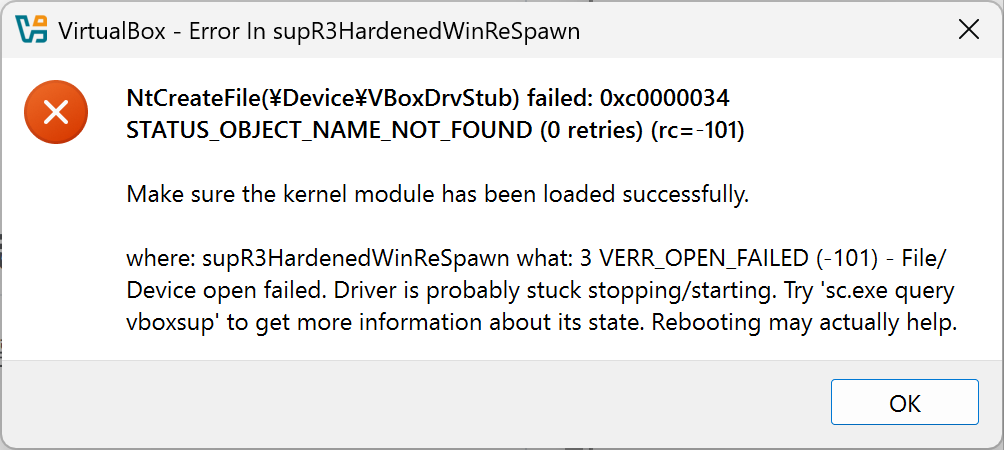 VirtualBox - Error In supR3HardenedWinReSpawn
NtCreateFile(¥Device¥VBoxDrvStub) failed: 0xc0000034
STATUS_OBJECT_NAME_NOT_FOUND (0 retries) (rc=-101)
Make sure the kernel module has been loaded successfully.
where: supR3HardenedWinReSpawn what: 3 VERR_OPEN_FAILED (-101) - File/
Device open failed. Driver is probably stuck stopping/starting. Try 'sc.exe query
vboxsup' to get more information about its state. Rebooting may actually help.
OK